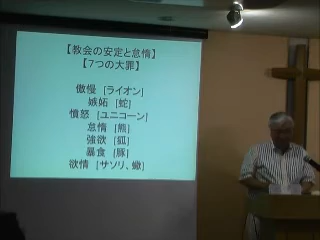 【教会の安定と怠惰】
【7つの大罪】
傲慢 [ライオン]
嫉妬 [蛇]
憤怒 [ユニコーン]
怠惰 [熊]
強欲 [狐]
暴食 [豚]
欲情 [サソリ、蠍]